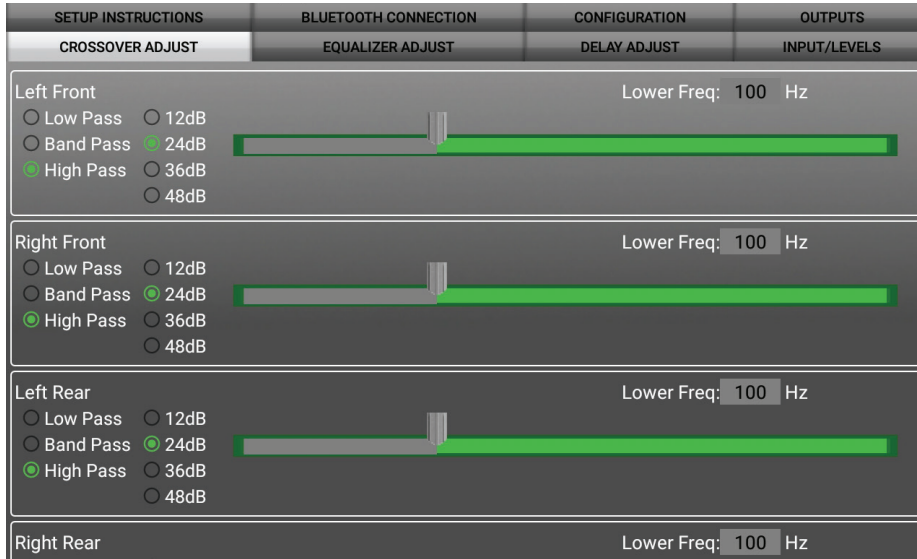 SETUP INSTRUCTIONS BLUETOOTH CONNECTION CONFIGURATION OUTPUTS
CROSSOVER ADJUST EQUALIZER ADJUST DELAY ADJUST INPUT/LEVELS
Left Front Lower Freq: 100 Hz
Low Pass 12dB
Band Pass 24dB
High Pass 36dB
48dB
Right Front Lower Freq: 100 Hz
Low Pass 12dB
Band Pass 24dB
High Pass 36dB
48dB
Left Rear Lower Freq: 100 Hz
Low Pass 12dB
Band Pass 24dB
High Pass 36dB
48dB
Right Rear Lower Freq: 100 Hz